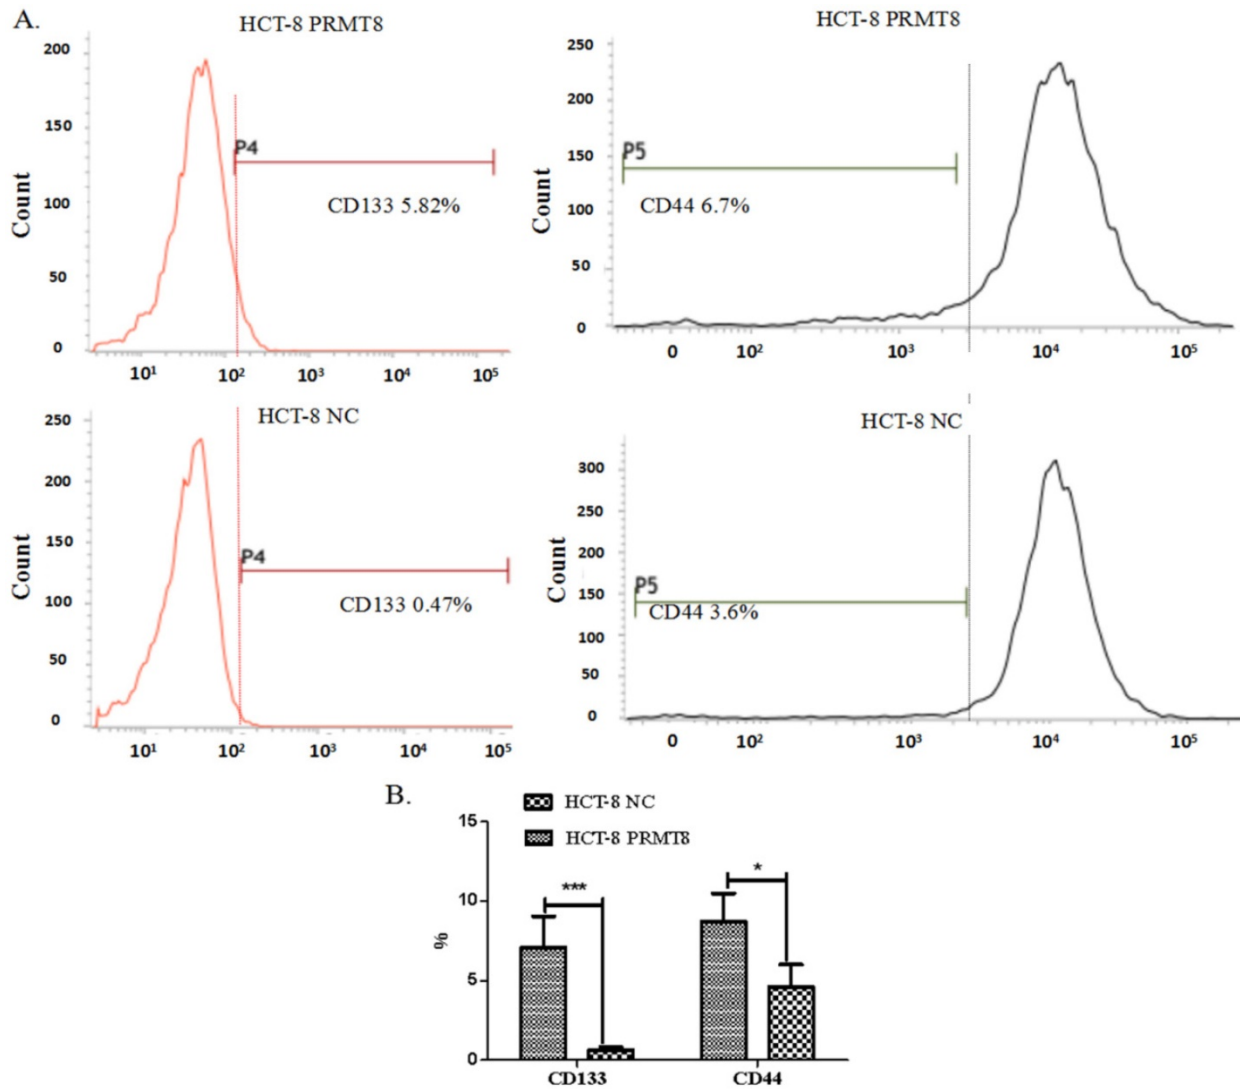 A.
HCT-8 PRMT8
HCT-8 PRMT8
Count
200
150
100
50
0
P4
CD133 5.82%
10¹ 10² 10³ 10⁴ 10⁵
Count
250
200
150
100
50
0
P5
CD44 6.7%
0 10² 10³ 10⁴ 10⁵
HCT-8 NC
HCT-8 NC
Count
250
200
150
100
50
0
P4
CD133 0.47%
10¹ 10² 10³ 10⁴ 10⁵
Count
300
200
150
100
50
0
P5
CD44 3.6%
0 10² 10³ 10⁴ 10⁵
B.
HCT-8 NC
HCT-8 PRMT8
%
15
10
5
0
***
*
CD133 CD44